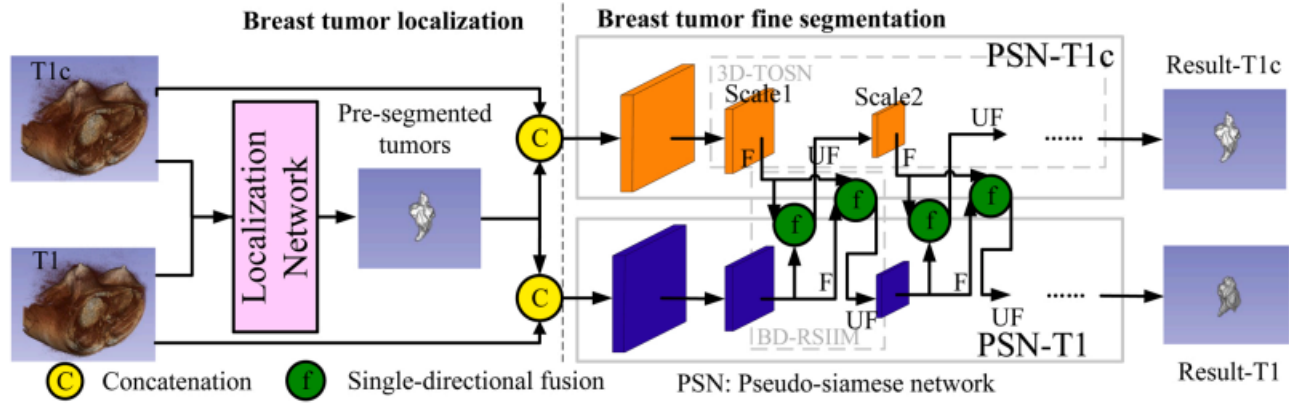 Breast tumor localization
Breast tumor fine segmentation
T1c
PSN-T1c
3D-TOSN
Result-T1c
Scale1
Scale2
UF
Pre-segmented
tumors
Localization
Network
C
......
F
UF
F
f
f
f
f
T1
C
F
F
UF
UF
......
BD-RSIIM
PSN-T1
Result-T1
C Concatenation
f Single-directional fusion
PSN: Pseudo-siamese network